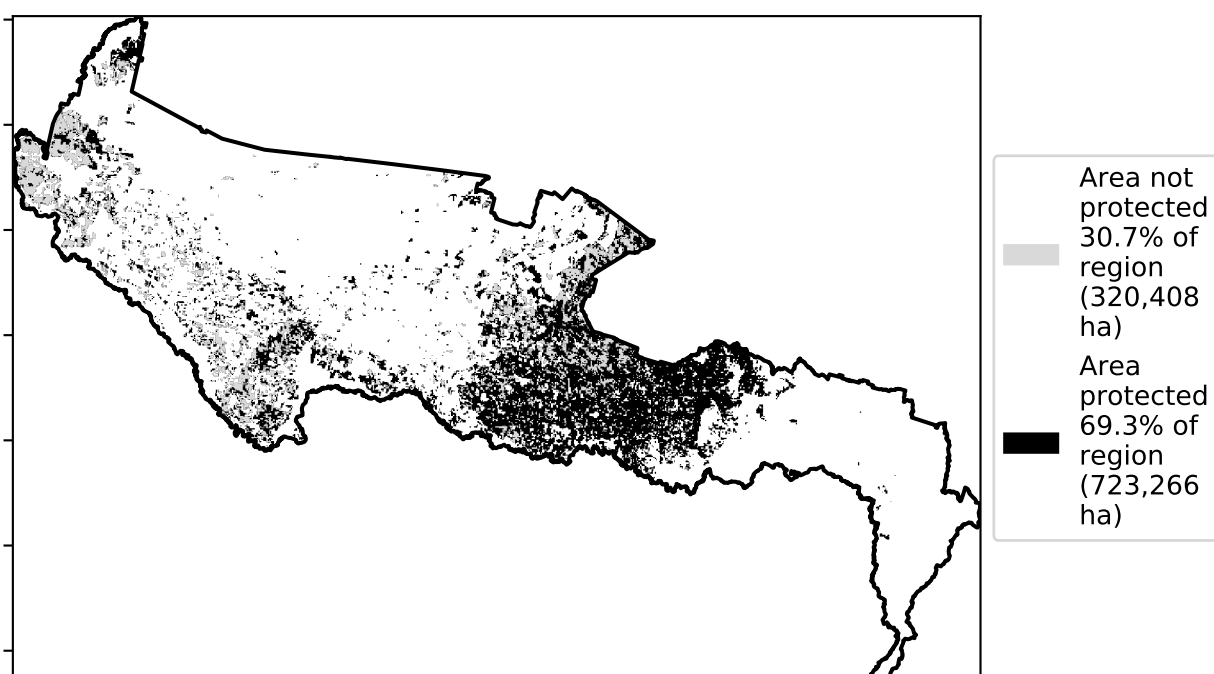 Area not
protected
30.7% of
region
(320,408
ha)
Area
protected
69.3% of
region
(723,266
ha)